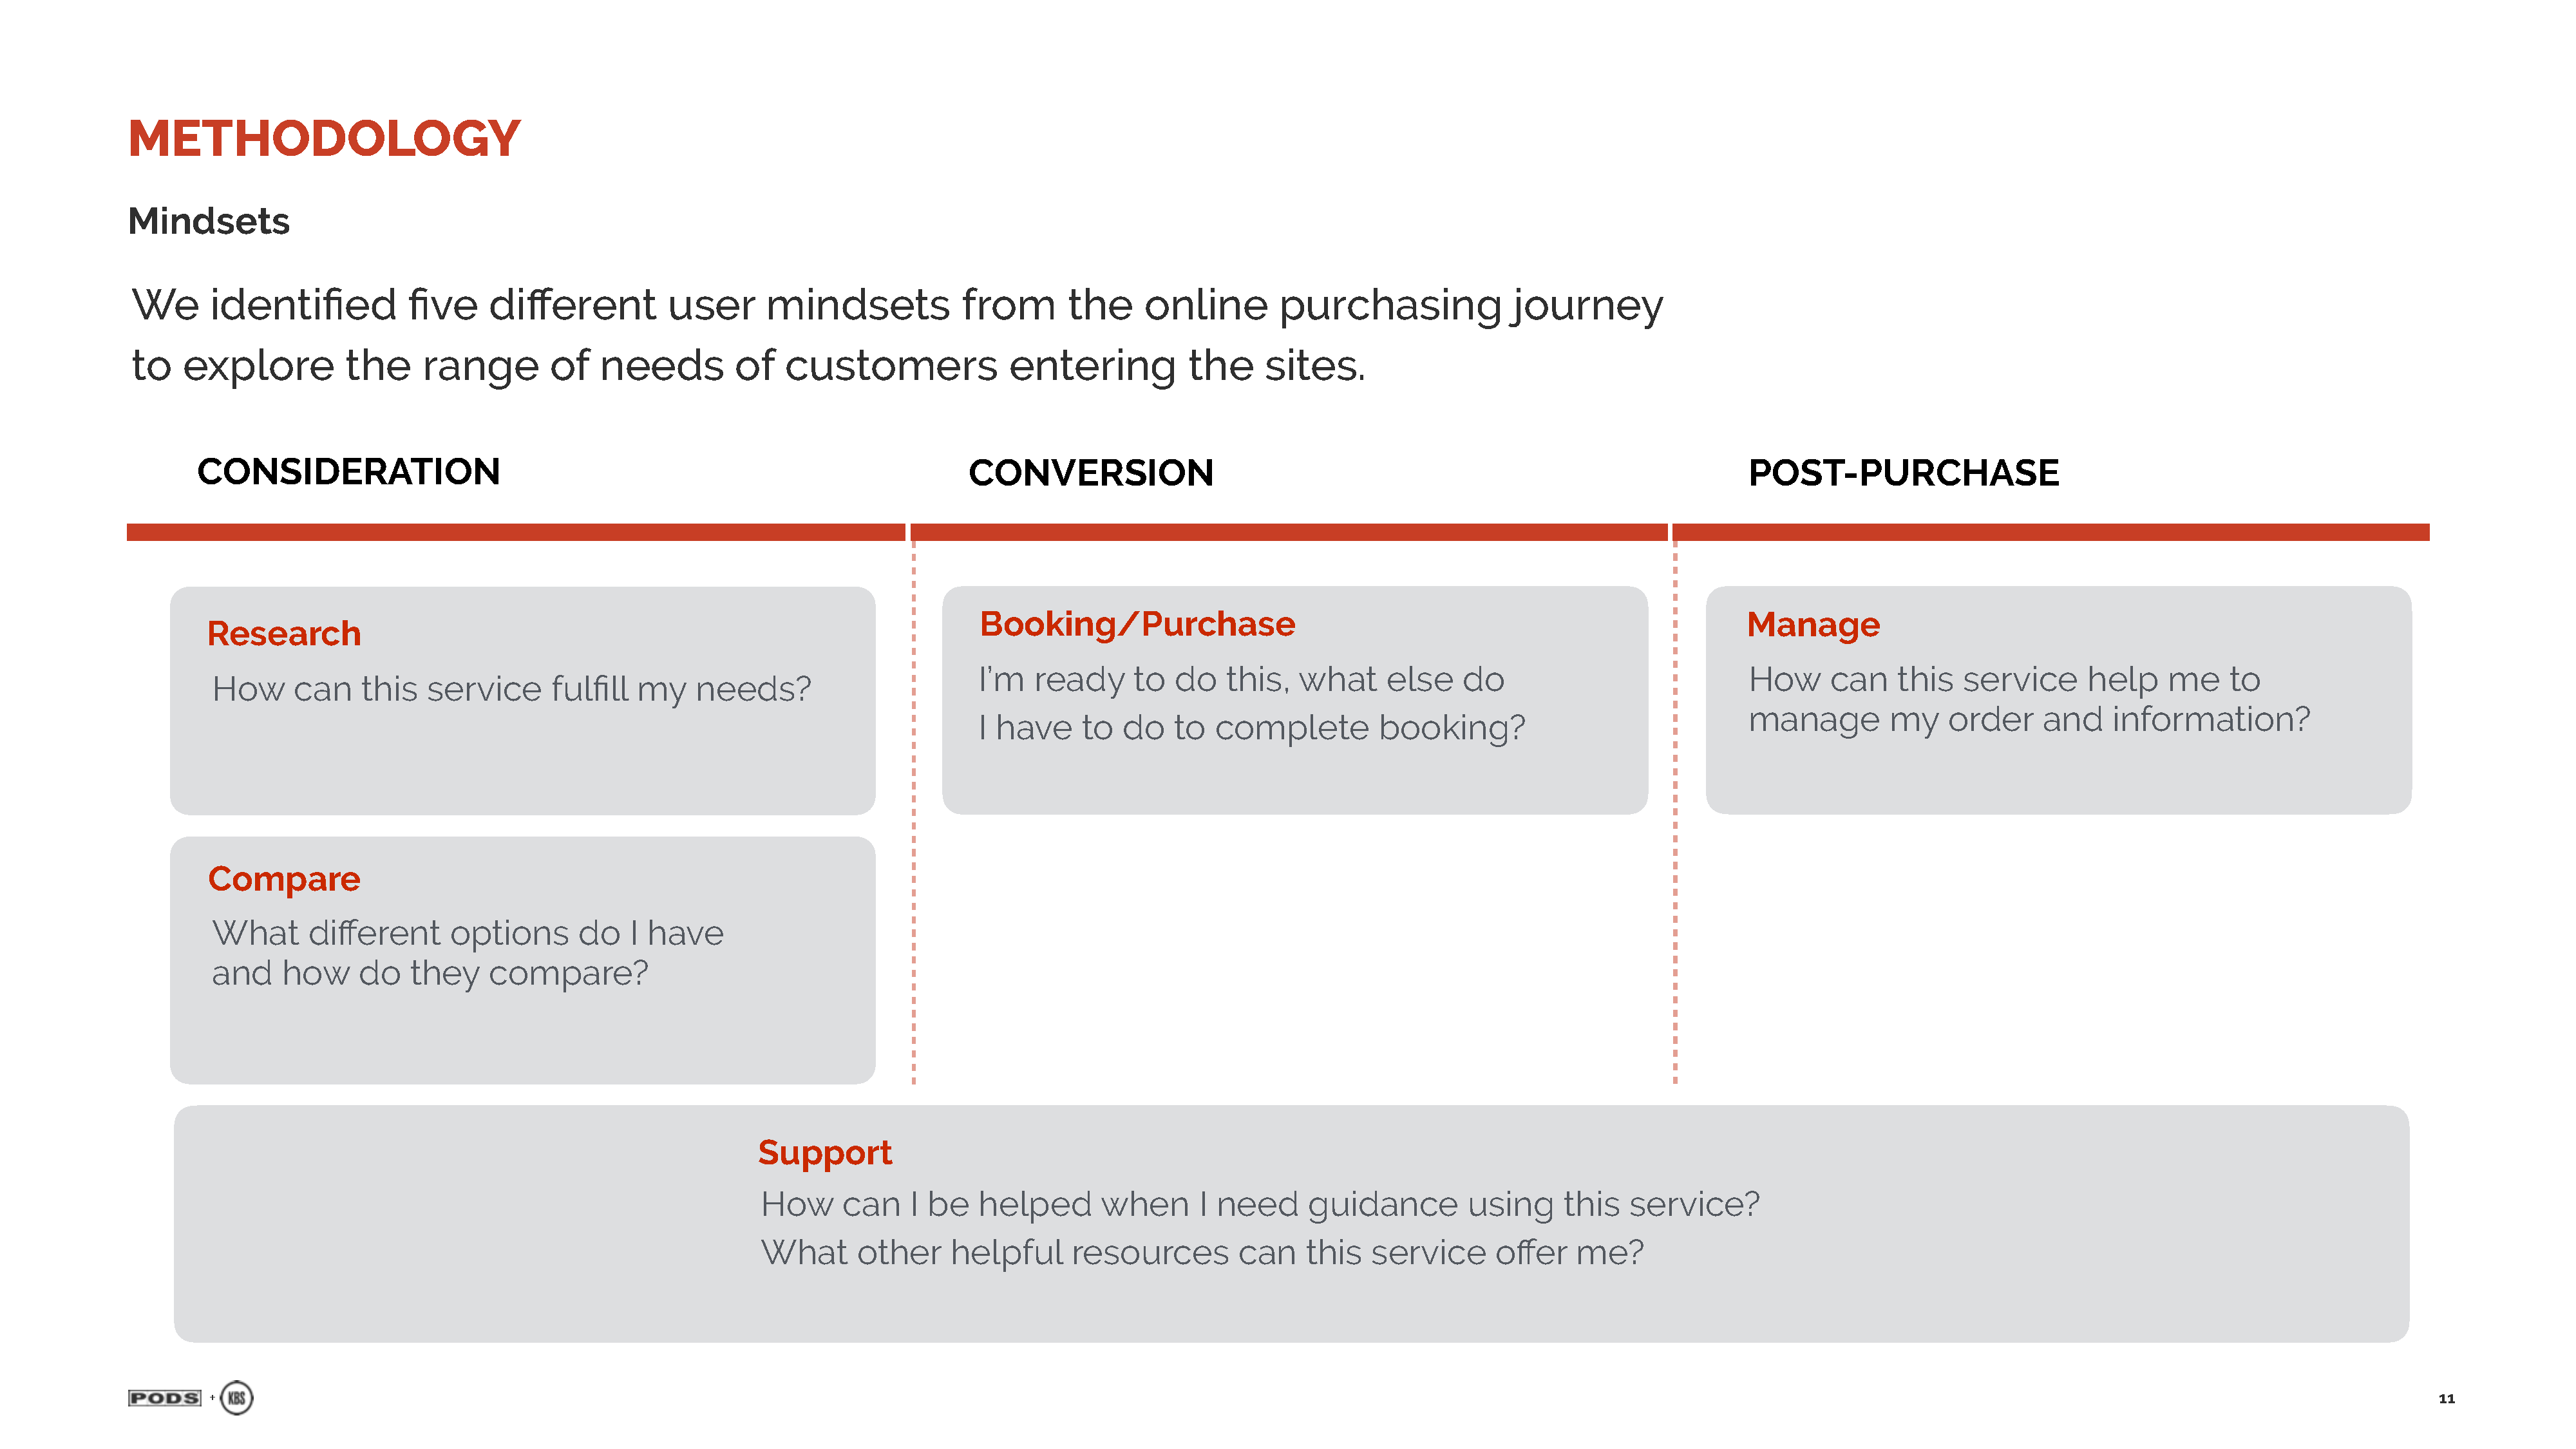 METHODOLOGY
Mindsets
We identified five different user mindsets from the online purchasing journey
to explore the range of needs of customers entering the sites.
CONSIDERATION
CONVERSION
POST-PURCHASE
Research
How can this service fulfill my needs?
Booking/Purchase
I'm ready to do this, what else do
I have to do to complete booking?
Manage
How can this service help me to
manage my order and information?
Compare
What different options do I have
and how do they compare?
Support
How can I be helped when I need guidance using this service?
What other helpful resources can this service offer me?
PODS + KBS
11